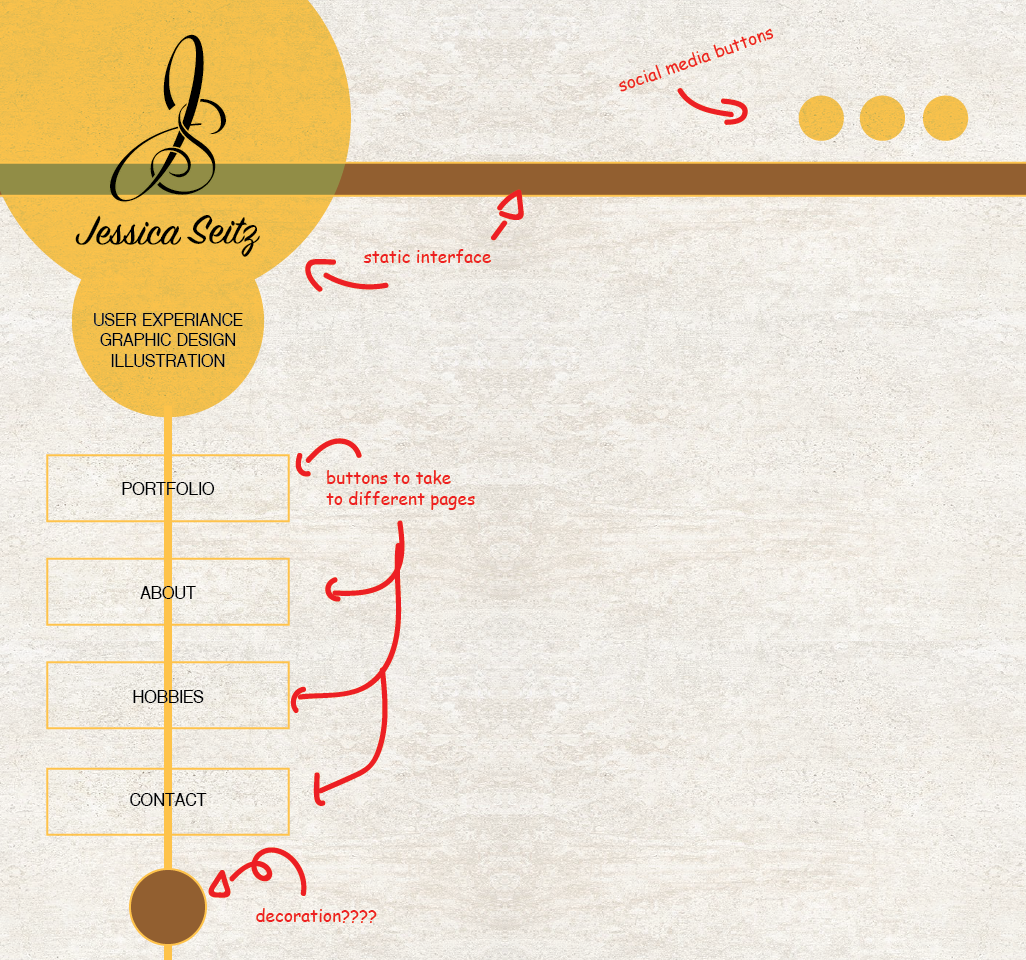 social media buttons
JS
Jessica Seitz
static interface
USER EXPERIANCE
GRAPHIC DESIGN
ILLUSTRATION
PORTFOLIO
buttons to take
to different pages
ABOUT
HOBBIES
CONTACT
decoration????